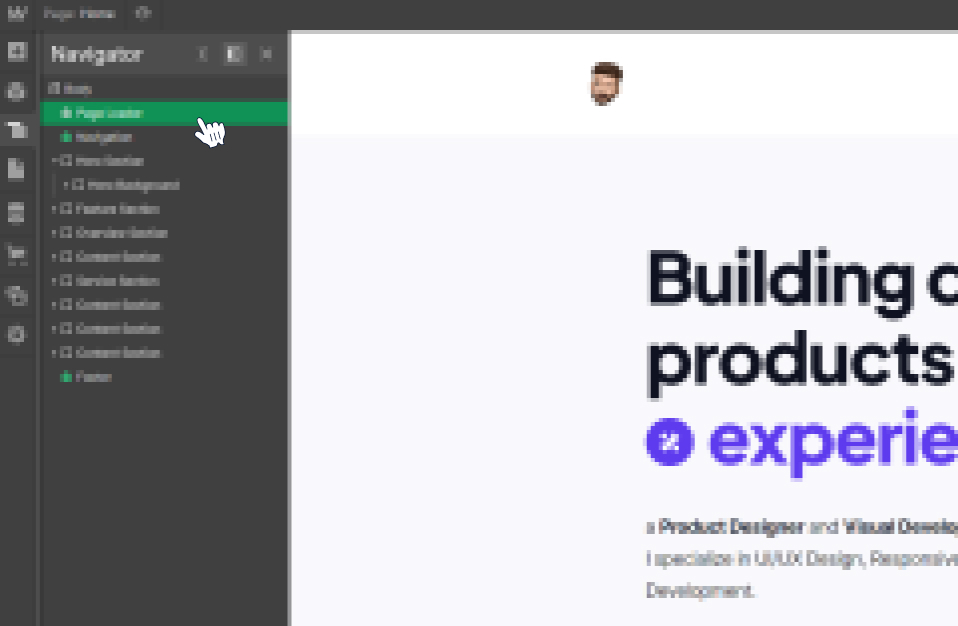 Page: Home
Navigator
Body
Page Loader
Navigation
Hero Section
Hero Background
Feature Section
Overview Section
Content Section
Service Section
Content Section
Content Section
Content Section
Footer
Building
products
experie
a Product Designer and Visual Develo
I specialize in UI/UX Design, Responsive
Development.